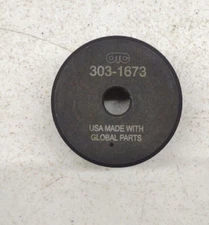 OTC
303-1673
USA MADE WITH
GLOBAL PARTS